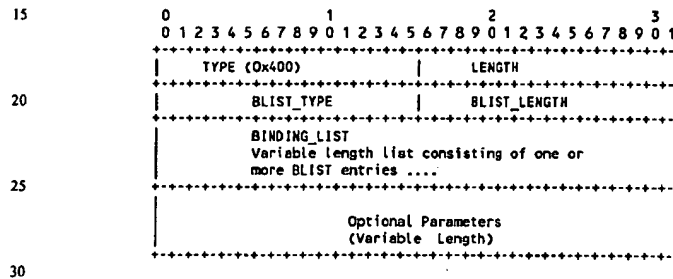 15 0 1 2 3
0 1 2 3 4 5 6 7 8 9 0 1 2 3 4 5 6 7 8 9 0 1 2 3 4 5 6 7 8 9 0 1
TYPE (0x400) | LENGTH
20 BLIST_TYPE | BLIST_LENGTH
BINDING_LIST
Variable length list consisting of one or
more BLIST entries ....
25
Optional Parameters
(Variable Length)
30